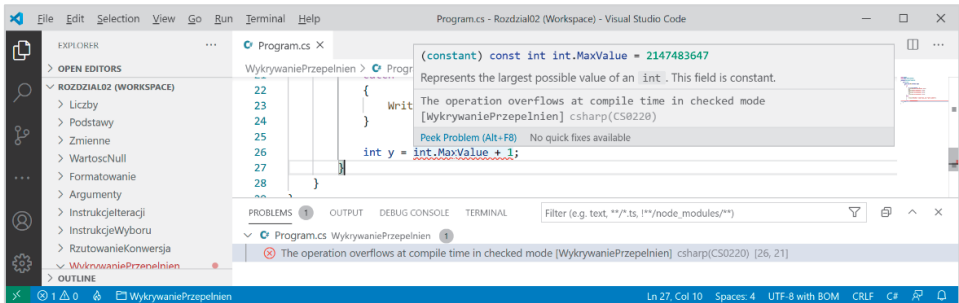 File Edit Selection View Go Run Terminal Help Program.cs - Rozdzial02 (Workspace) - Visual Studio Code
EXPLORER ...
OPEN EDITORS
ROZDZIAL02 (WORKSPACE)
Liczby
Podstawy
Zmienne
WartoscNull
Formatowanie
Argumenty
InstrukcjeIteracji
InstrukcjeWyboru
RzutowanieKonwersja
WykrywaniePrzepelnien
OUTLINE
Program.cs
WykrywaniePrzepelnien > Progr
(constant) const int int.MaxValue = 2147483647
Represents the largest possible value of an int. This field is constant.
The operation overflows at compile time in checked mode
[WykrywaniePrzepelnien] csharp(CS0220)
Peek Problem (Alt+F8) No quick fixes available
22 {
23 Writ
24 }
25
26 int y = int.MaxValue + 1;
27 }
28 }
PROBLEMS 1 OUTPUT DEBUG CONSOLE TERMINAL Filter (e.g. text, **/*.ts, !**/node_modules/**)
Program.cs WykrywaniePrzepelnien 1
The operation overflows at compile time in checked mode [WykrywaniePrzepelnien] csharp(CS0220) [26, 21]
1 0 WykrywaniePrzepelnien Ln 27, Col 10 Spaces: 4 UTF-8 with BOM CRLF C#